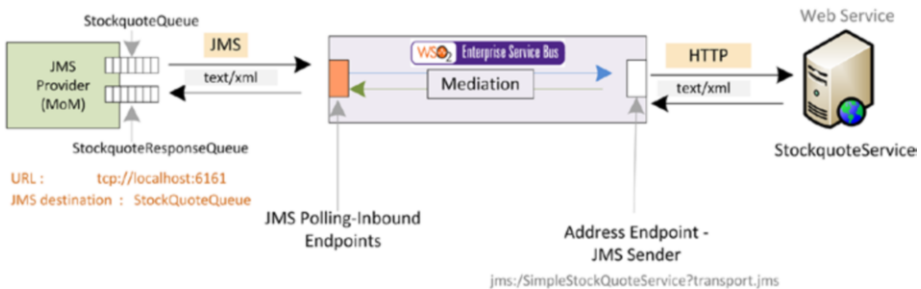 StockquoteQueue
JMS
Provider
(MoM)
JMS
text/xml
StockquoteResponseQueue
URL : tcp://localhost:6161
JMS destination : StockQuoteQueue
WSO2 Enterprise Service Bus
Mediation
JMS Polling-Inbound
Endpoints
Address Endpoint -
JMS Sender
jms:/SimpleStockQuoteService?transport.jms
HTTP
text/xml
Web Service
StockquoteService